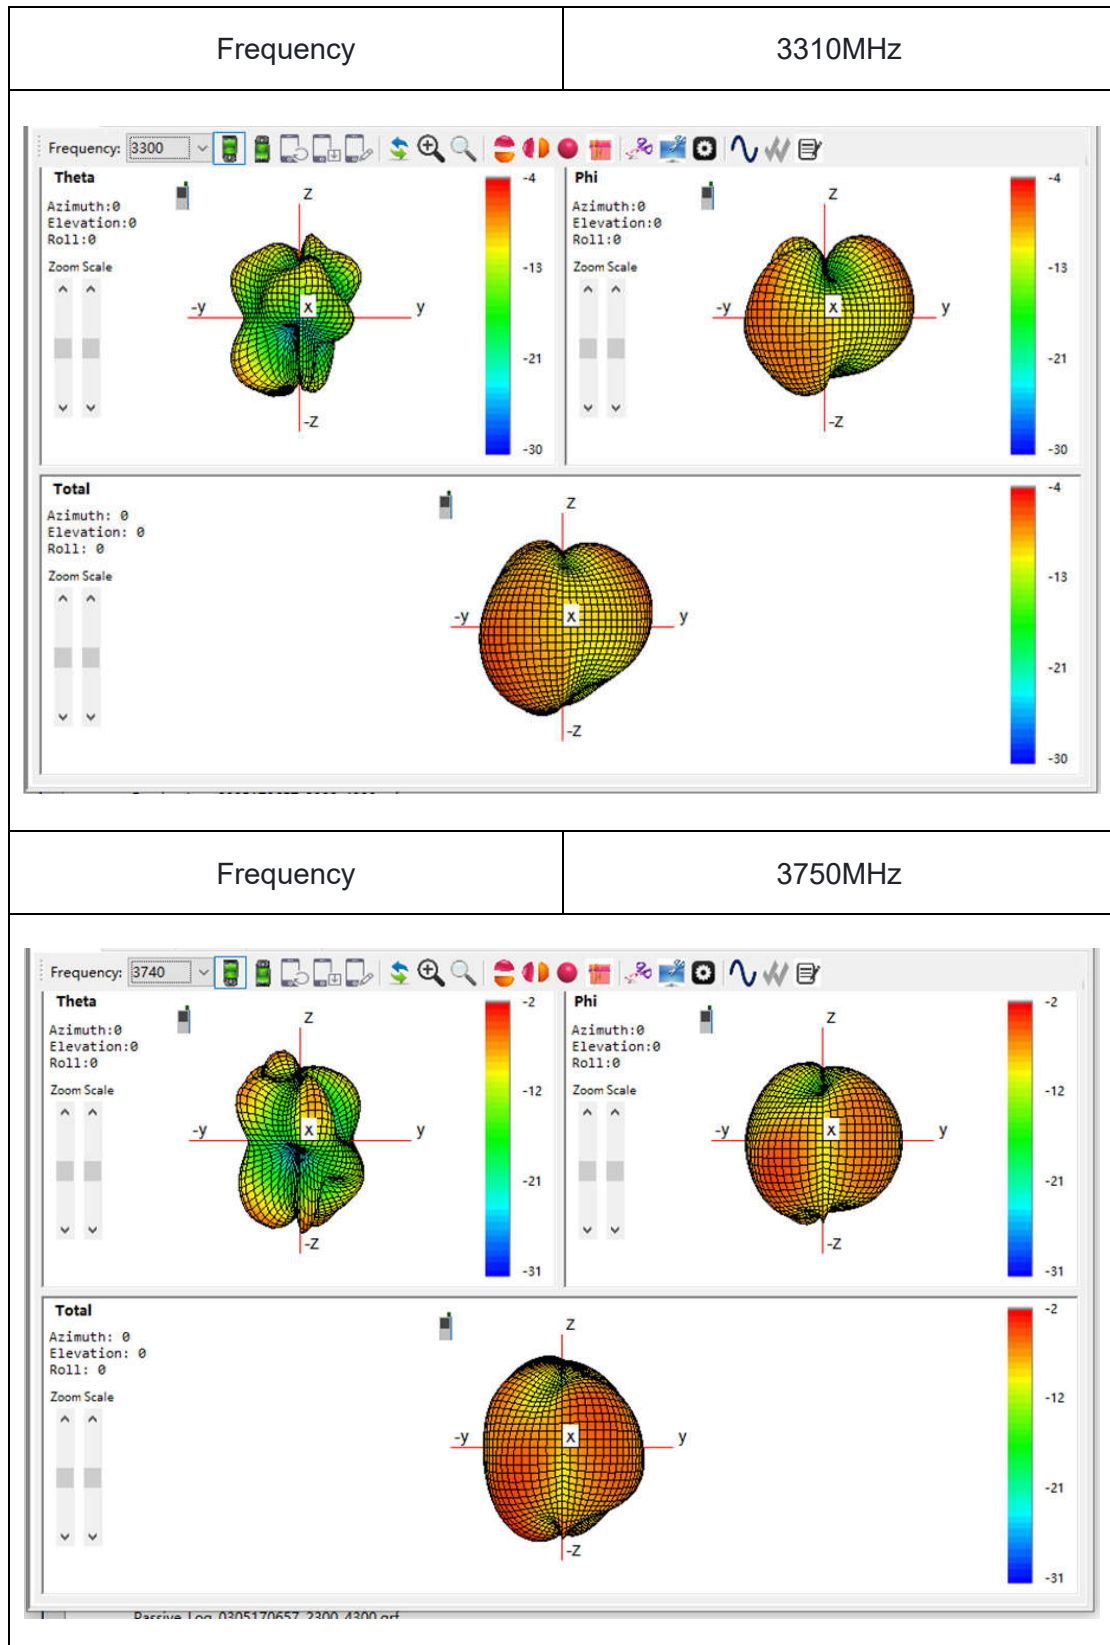 Frequency 3310MHz
Frequency: 3300
Theta
Azimuth:0
Elevation:0
Roll:0
Zoom Scale
Z
-y
X
y
-Z
-4
-13
-21
-30
Phi
Azimuth:0
Elevation:0
Roll:0
Zoom Scale
Z
-y
X
y
-Z
-4
-13
-21
-30
Total
Azimuth: 0
Elevation: 0
Roll: 0
Zoom Scale
Z
-y
X
y
-Z
-4
-13
-21
-30
Frequency 3750MHz
Frequency: 3740
Theta
Azimuth:0
Elevation:0
Roll:0
Zoom Scale
Z
-y
X
y
-Z
-2
-12
-21
-31
Phi
Azimuth:0
Elevation:0
Roll:0
Zoom Scale
Z
-y
X
y
-Z
-2
-12
-21
-31
Total
Azimuth: 0
Elevation: 0
Roll: 0
Zoom Scale
Z
-y
X
y
-Z
-2
-12
-21
-31
Passive_Log_0305170657_2300_4300.qrf